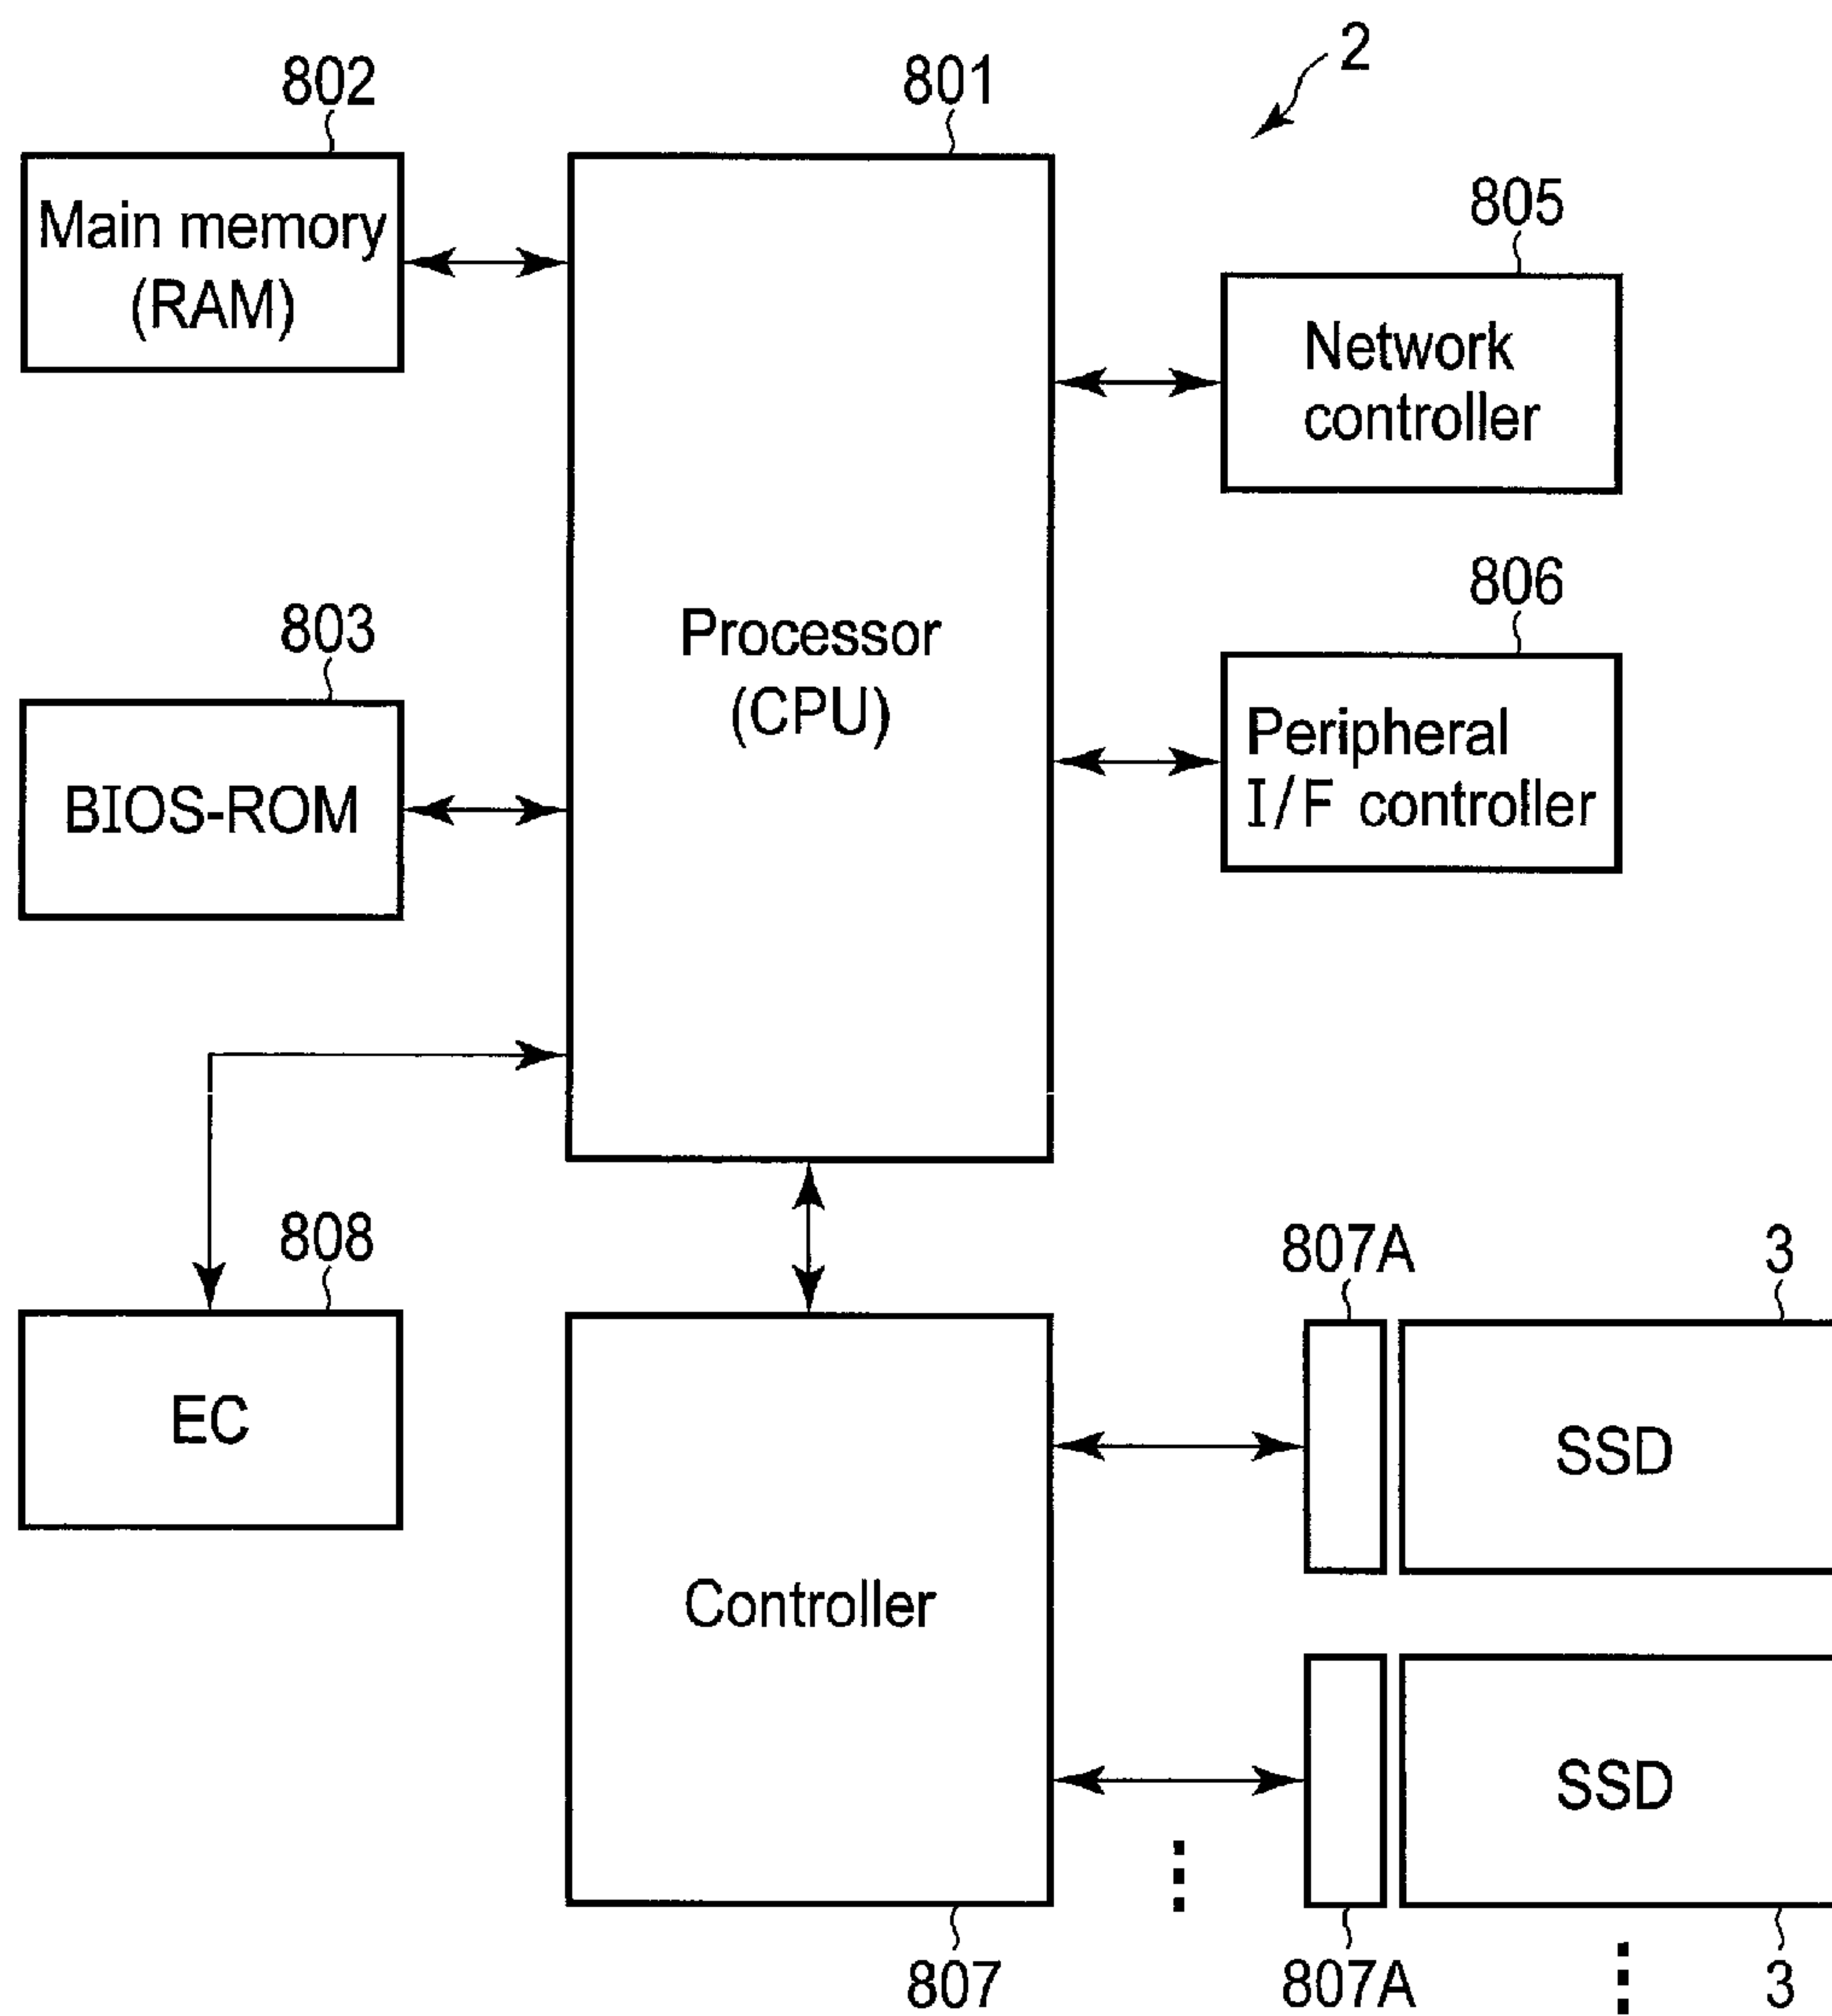 2
802
801
Main memory
(RAM)
805
Network
controller
803
Processor
(CPU)
806
BIOS-ROM
Peripheral
I/F controller
808
807A
3
EC
SSD
Controller
SSD
807
807A
3